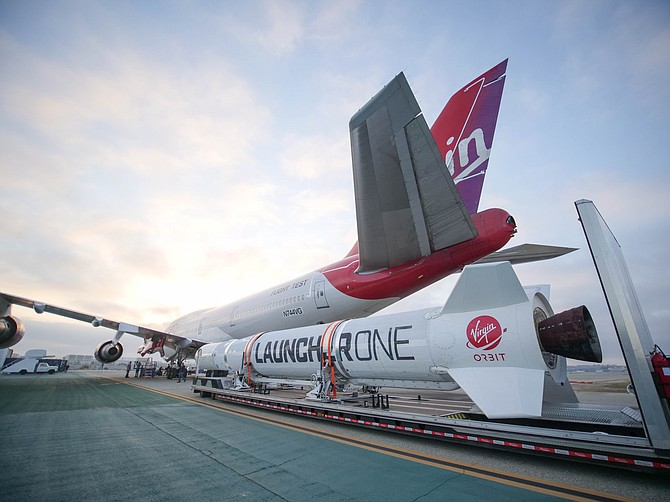 in
FLIGHT TEST
N744VG
LAUNCHERONE
Virgin
ORBIT